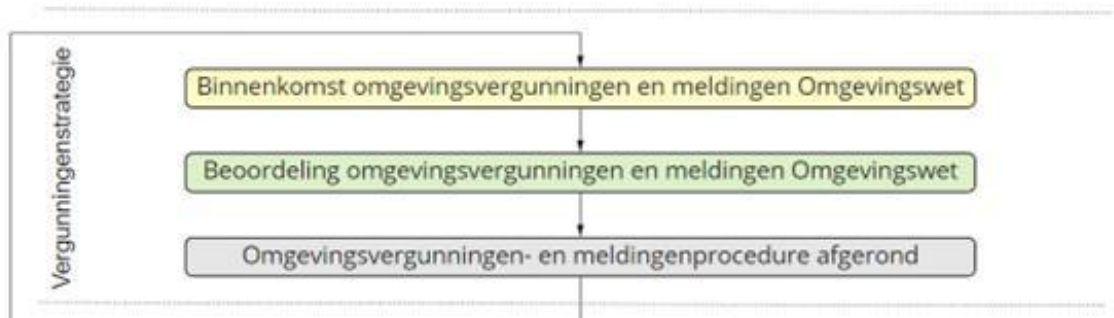 Vergunningenstrategie
Binnenkomst omgevingsvergunningen en meldingen Omgevingswet
Beoordeling omgevingsvergunningen en meldingen Omgevingswet
Omgevingsvergunningen- en meldingenprocedure afgerond